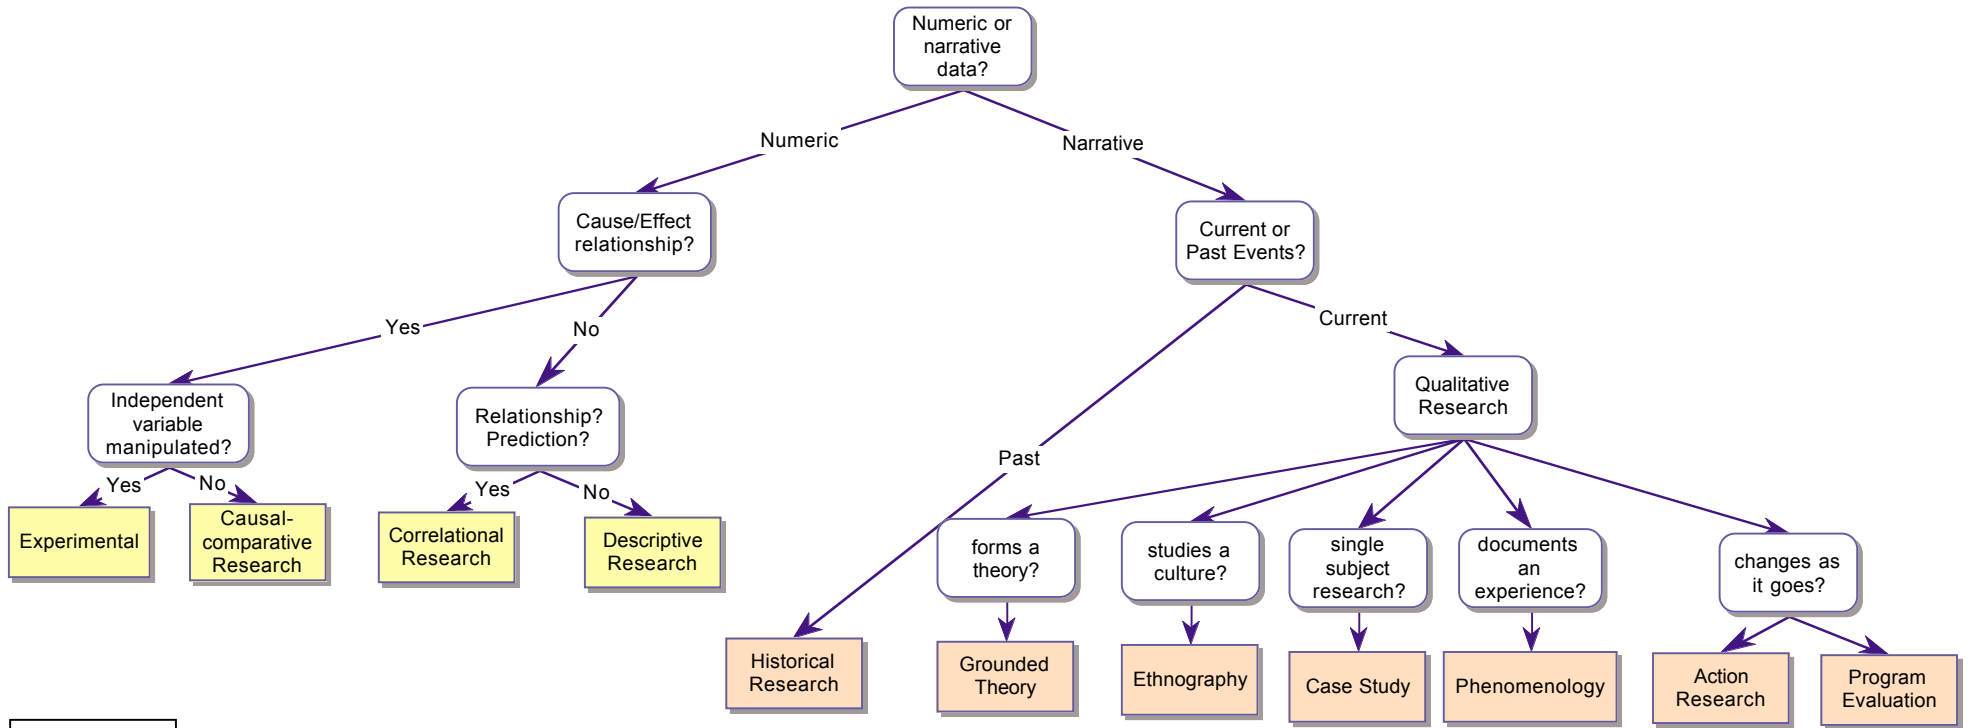 Numeric or
narrative
data?
Numeric
Narrative
Cause/Effect
relationship?
Current or
Past Events?
Yes
No
Current
Independent
variable
manipulated?
Relationship?
Prediction?
Qualitative
Research
Yes
No
Yes
No
Past
Experimental
Causal-
comparative
Research
Correlational
Research
Descriptive
Research
forms a
theory?
studies a
culture?
single
subject
research?
documents
an
experience?
changes as
it goes?
Historical
Research
Grounded
Theory
Ethnography
Case Study
Phenomenology
Action
Research
Program
Evaluation